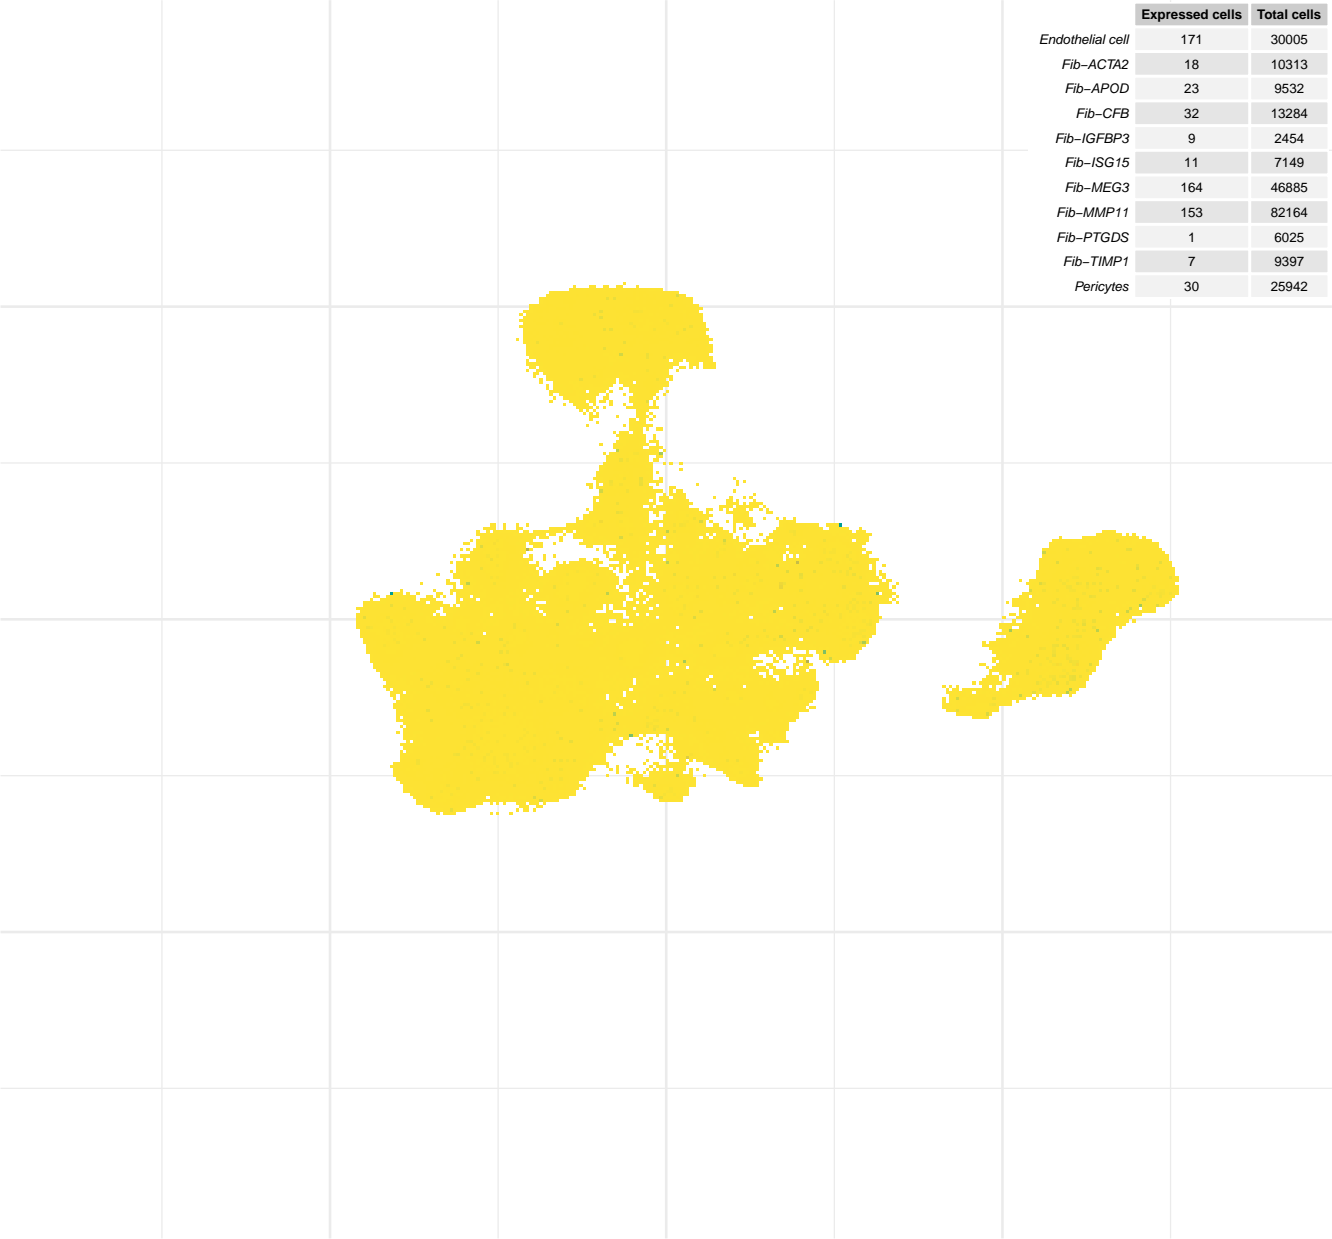 Expressed cells Total cells
Endothelial cell 171 30005
Fib−ACTA2 18 10313
Fib−APOD 23 9532
Fib−CFB 32 13284
Fib−IGFBP3 9 2454
Fib−ISG15 11 7149
Fib−MEG3 164 46885
Fib−MMP11 153 82164
Fib−PTGDS 1 6025
Fib−TIMP1 7 9397
Pericytes 30 25942